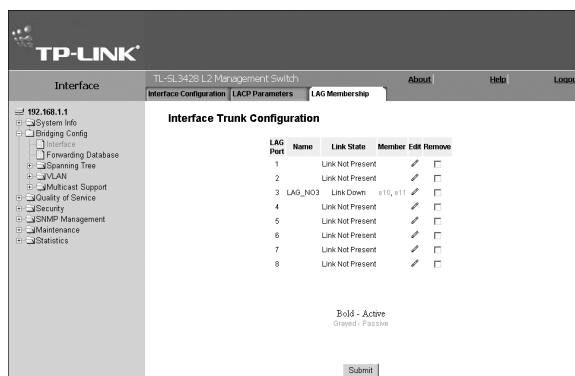 TP-LINK®
Interface
TL-SL3428 L2 Management Switch
About
Help
Interface Configuration
LACP Parameters
LAG Membership
192.168.1.1
System Info
Bridging Config
Interface
Forwarding Database
Spanning Tree
VLAN
Multicast Support
Quality of Service
Security
SNMP Management
Maintenance
Statistics
Interface Trunk Configuration
LAG Port Name Link State Member Edit Remove
1 Link Not Present
2 Link Not Present
3 LAG_NO3 Link Down e10, e11
4 Link Not Present
5 Link Not Present
6 Link Not Present
7 Link Not Present
8 Link Not Present
Bold - Active
Grayed - Passive
Submit